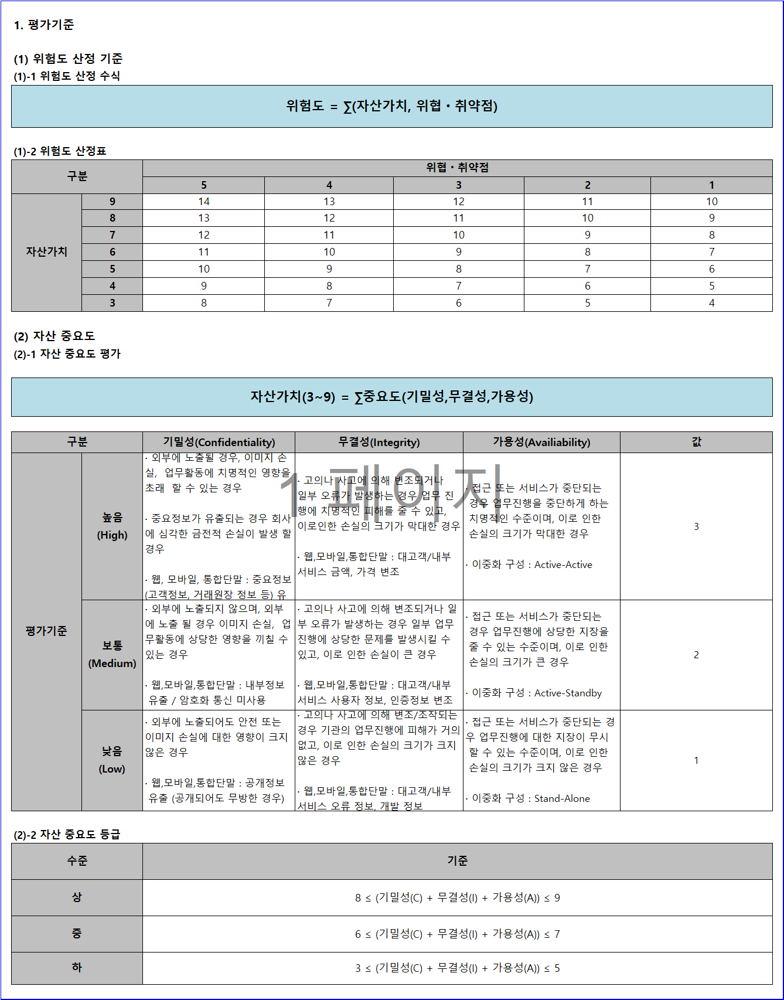 1. 평가기준
(1) 위험도 산정 기준
(1)-1 위험도 산정 수식
위험도 = ∑(자산가치, 위협・취약점)
(1)-2 위험도 산정표
구분 위협・취약점
5 4 3 2 1
자산가치
9 14 13 12 11 10
8 13 12 11 10 9
7 12 11 10 9 8
6 11 10 9 8 7
5 10 9 8 7 6
4 9 8 7 6 5
3 8 7 6 5 4
(2) 자산 중요도
(2)-1 자산 중요도 평가
자산가치(3~9) = ∑중요도(기밀성,무결성,가용성)
구분 기밀성(Confidentiality) 무결성(Integrity) 가용성(Availiability) 값
평가기준
높음
(High)
· 외부에 노출될 경우, 이미지 손
실, 업무활동에 치명적인 영향을
초래 할 수 있는 경우
· 중요정보가 유출되는 경우 회사
에 심각한 금전적 손실이 발생 할
경우
· 웹, 모바일, 통합단말 : 중요정보
(고객정보, 거래원장 정보 등) 유
· 고의나 사고에 의해 변조되거나
일부 오류가 발생하는 경우 업무 진
행에 치명적인 피해를 줄 수 있고,
이로인한 손실의 크기가 막대한 경우
· 웹,모바일,통합단말 : 대고객/내부
서비스 금액, 가격 변조
· 접근 또는 서비스가 중단되는
경우 업무진행을 중단하게 하는
치명적인 수준이며, 이로 인한
손실의 크기가 막대한 경우
· 이중화 구성 : Active-Active
3
보통
(Medium)
· 외부에 노출되지 않으며, 외부
에 노출 될 경우 이미지 손실, 업
무활동에 상당한 영향을 끼칠 수
있는 경우
· 웹,모바일,통합단말 : 내부정보
유출 / 암호화 통신 미사용
· 고의나 사고에 의해 변조되거나 일
부 오류가 발생하는 경우 일부 업무
진행에 상당한 문제를 발생시킬 수
있고, 이로 인한 손실이 큰 경우
· 웹,모바일,통합단말 : 대고객/내부
서비스 사용자 정보, 인증정보 변조
· 접근 또는 서비스가 중단되는
경우 업무진행에 상당한 지장을
줄 수 있는 수준이며, 이로 인한
손실의 크기가 큰 경우
· 이중화 구성 : Active-Standby
2
낮음
(Low)
· 외부에 노출되어도 안전 또는
이미지 손실에 대한 영향이 크지
않은 경우
· 웹,모바일,통합단말 : 공개정보
유출 (공개되어도 무방한 경우)
· 고의나 사고에 의해 변조/조작되는
경우 기관의 업무진행에 피해가 거의
없고, 이로 인한 손실의 크기가 크지
않은 경우
· 웹,모바일,통합단말 : 대고객/내부
서비스 오류 정보, 개발 정보
· 접근 또는 서비스가 중단되는 경
우 업무진행에 대한 지장이 무시
할 수 있는 수준이며, 이로 인한
손실의 크기가 크지 않은 경우
· 이중화 구성 : Stand-Alone
1
1 페이지
(2)-2 자산 중요도 등급
수준 기준
상 8 ≤ (기밀성(C) + 무결성(I) + 가용성(A)) ≤ 9
중 6 ≤ (기밀성(C) + 무결성(I) + 가용성(A)) ≤ 7
하 3 ≤ (기밀성(C) + 무결성(I) + 가용성(A)) ≤ 5